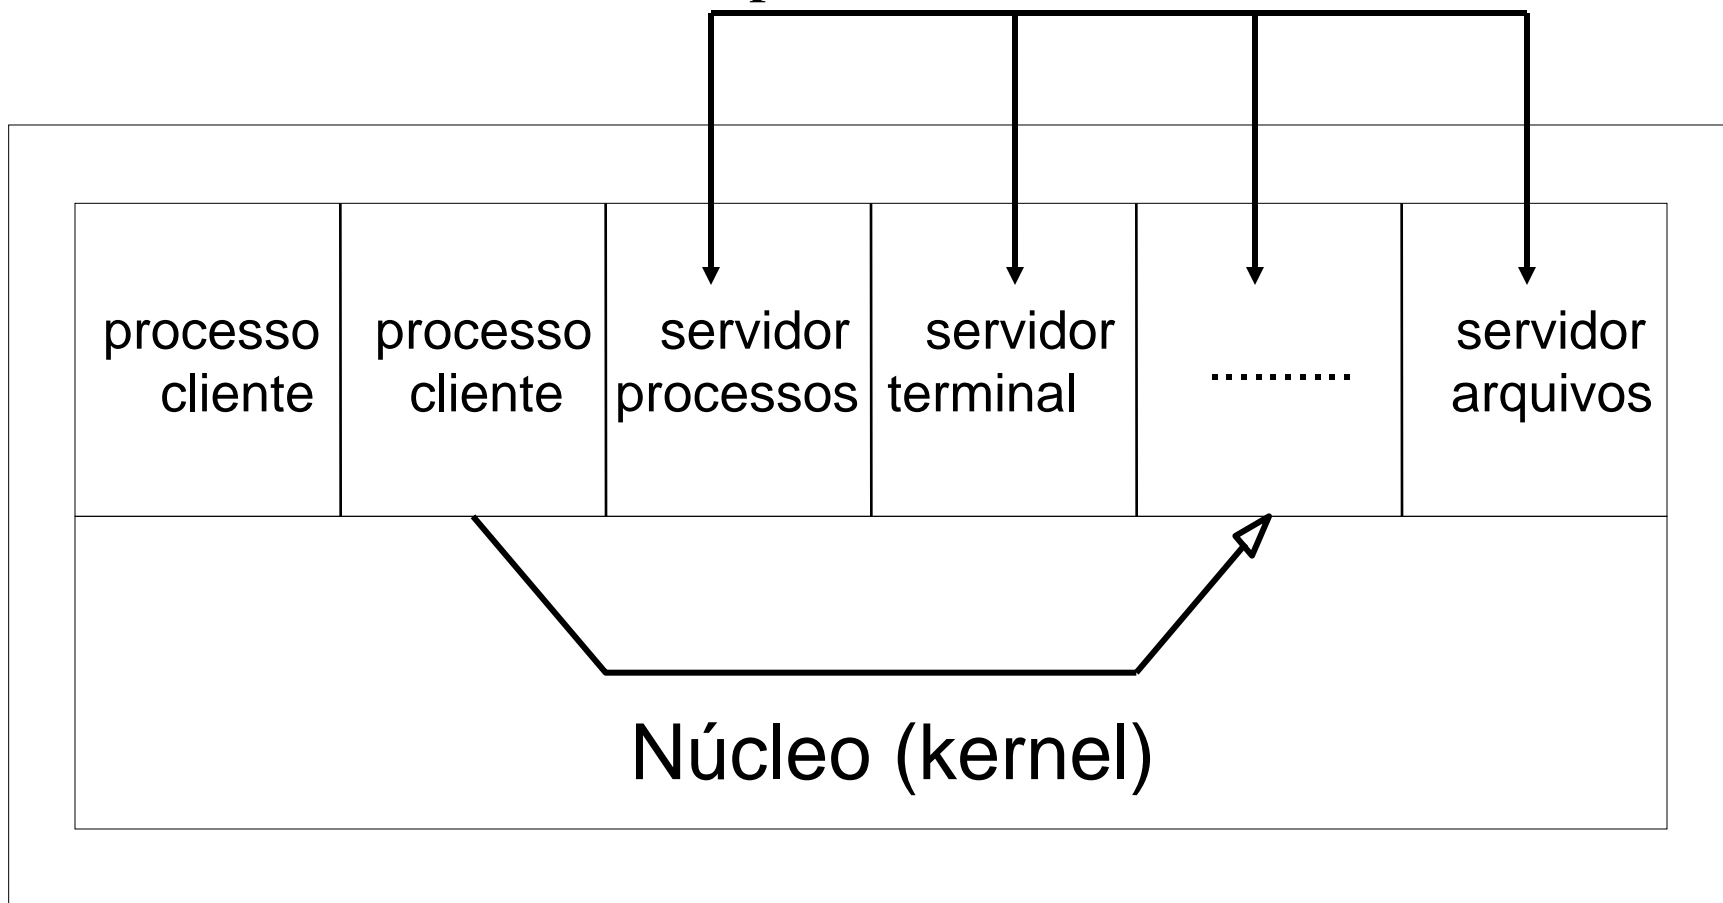 processo
cliente
processo
cliente
servidor
processos
servidor
terminal
..........
servidor
arquivos
Núcleo (kernel)